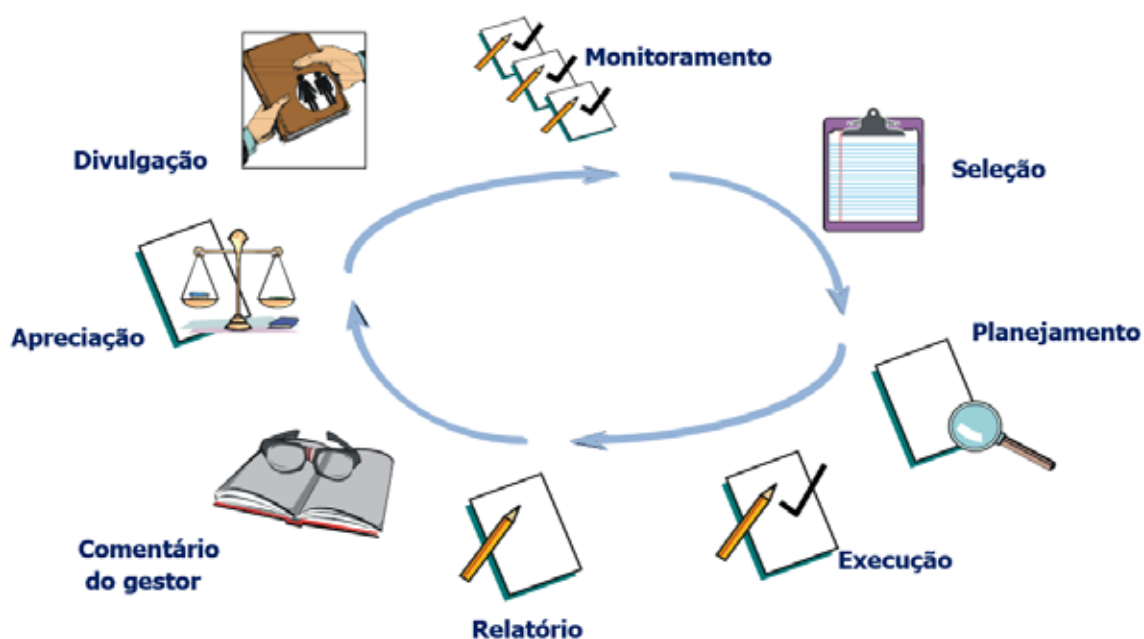 Monitoramento
Divulgação
Seleção
Apreciação
Planejamento
Comentário
do gestor
Execução
Relatório